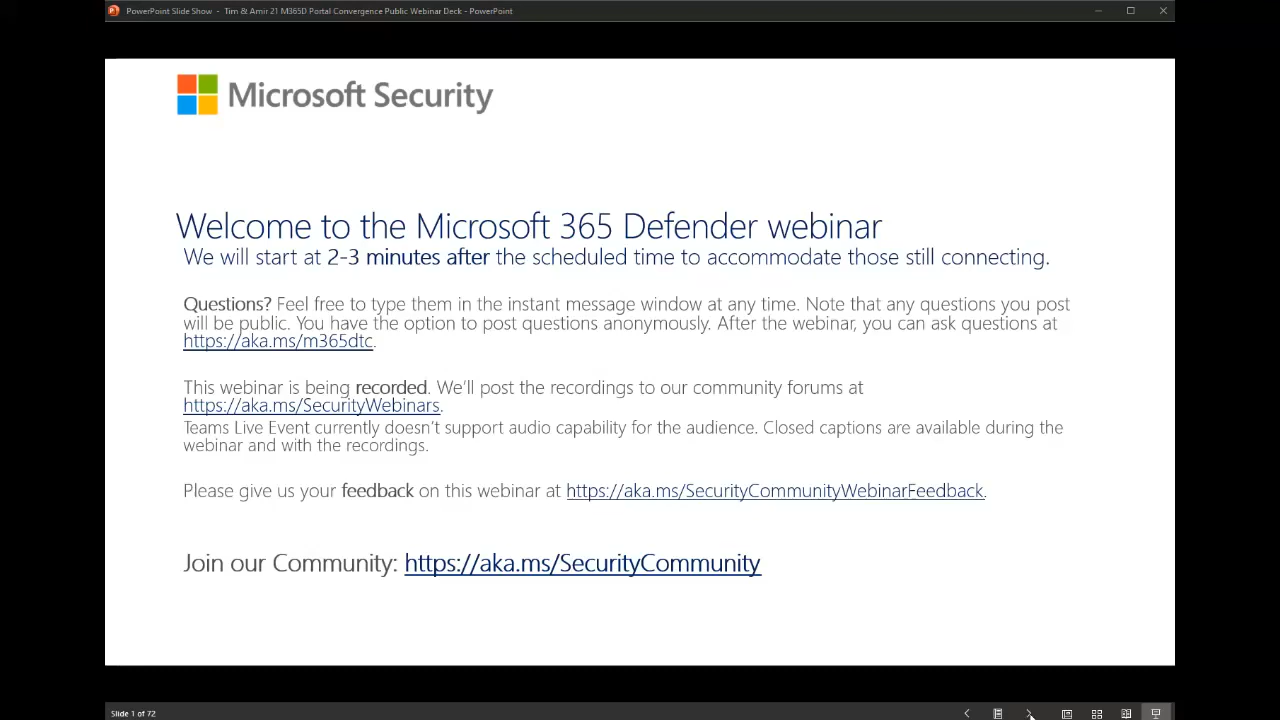 PowerPoint Slide Show - Tim & Amir 21 M365D Portal Convergence Public Webinar Deck - PowerPoint
Microsoft Security
Welcome to the Microsoft 365 Defender webinar
We will start at 2-3 minutes after the scheduled time to accommodate those still connecting.
Questions? Feel free to type them in the instant message window at any time. Note that any questions you post
will be public. You have the option to post questions anonymously. After the webinar, you can ask questions at
https://aka.ms/m365dtc.
This webinar is being recorded. We'll post the recordings to our community forums at
https://aka.ms/SecurityWebinars.
Teams Live Event currently doesn't support audio capability for the audience. Closed captions are available during the
webinar and with the recordings.
Please give us your feedback on this webinar at https://aka.ms/SecurityCommunityWebinarFeedback.
Join our Community: https://aka.ms/SecurityCommunity
Slide 1 of 72